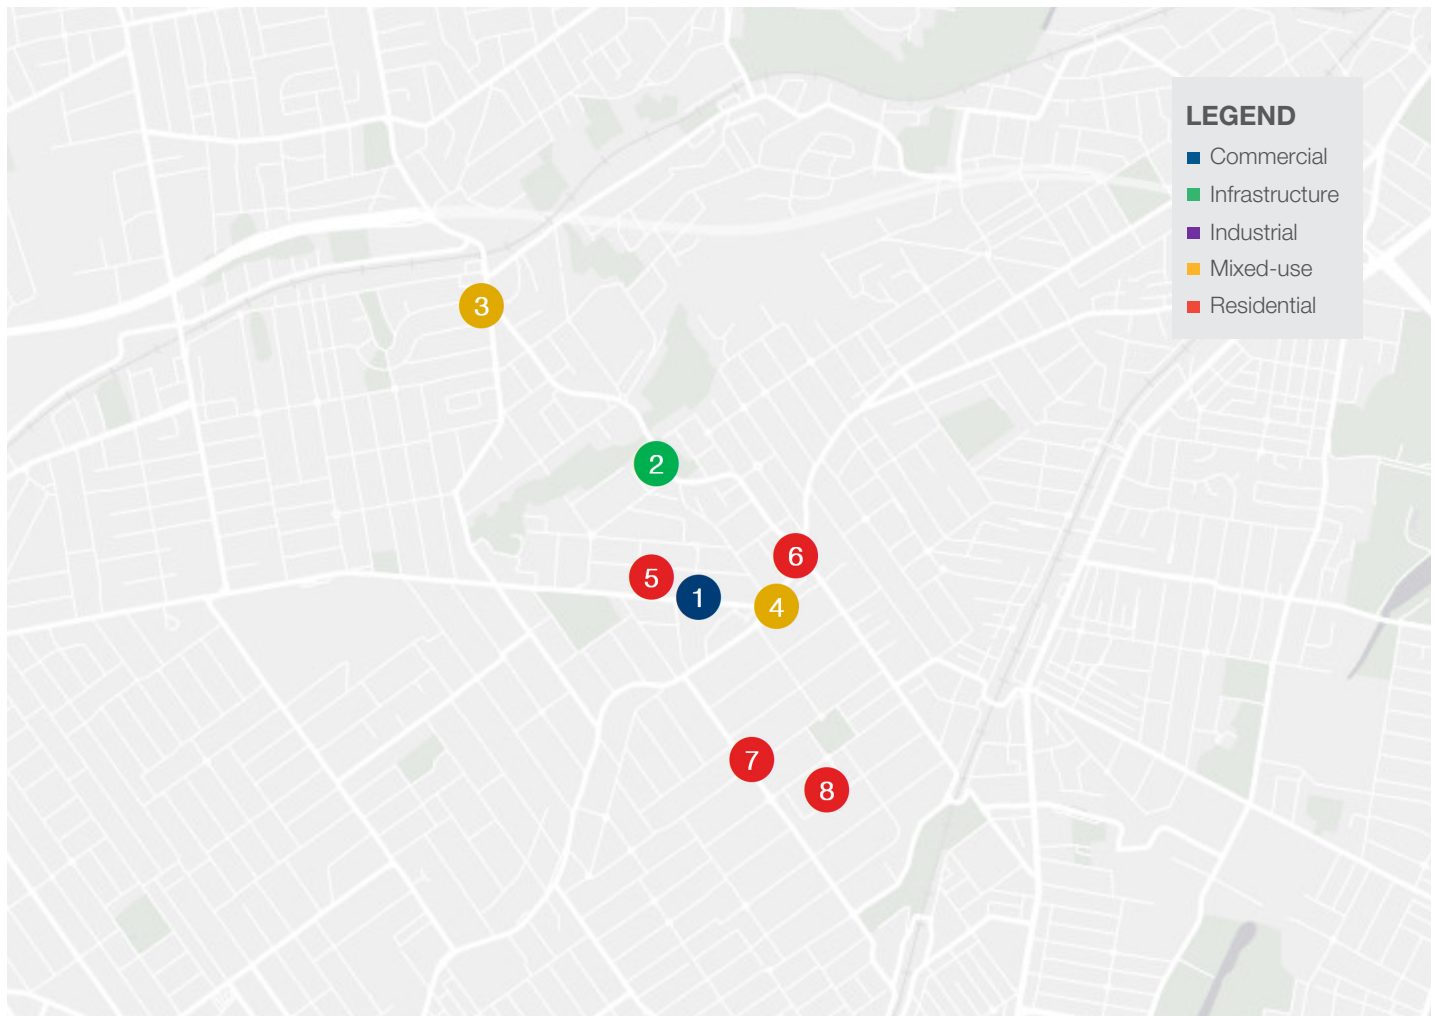 LEGEND
Commercial
Infrastructure
Industrial
Mixed-use
Residential
3
2
6
5
1
4
7
8